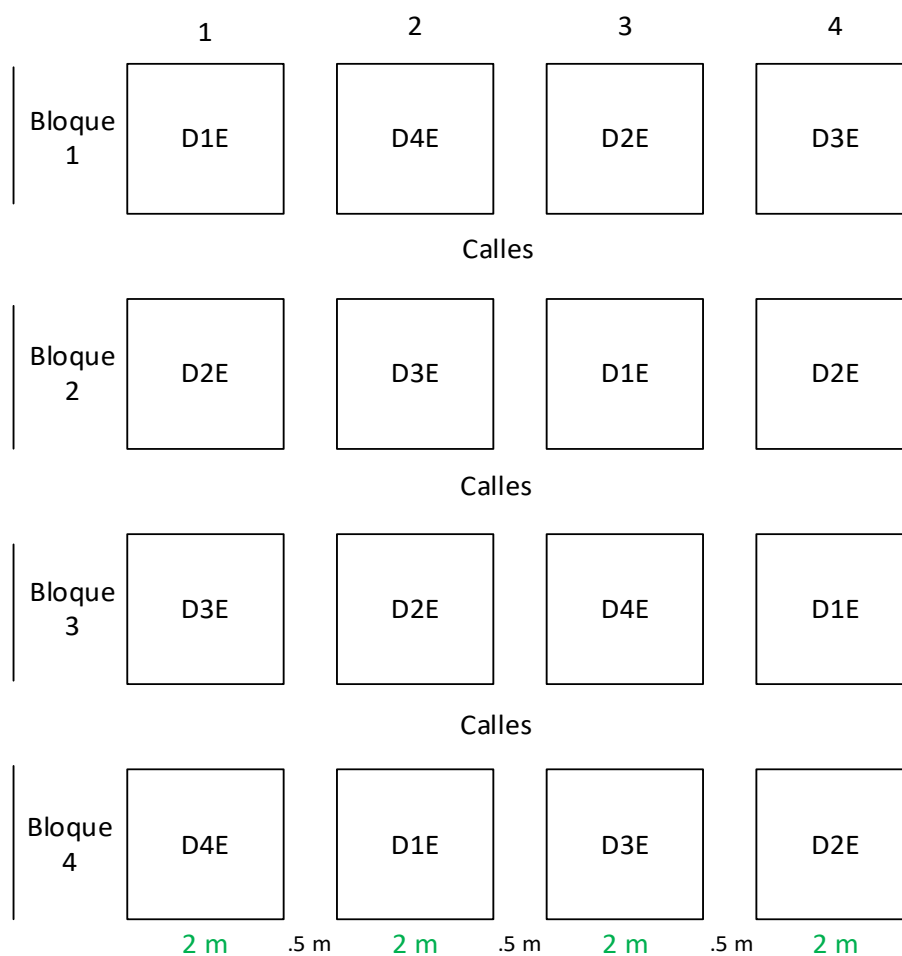 1 2 3 4
Bloque
1
D1E D4E D2E D3E
Calles
Bloque
2
D2E D3E D1E D2E
Calles
Bloque
3
D3E D2E D4E D1E
Calles
Bloque
4
D4E D1E D3E D2E
2 m .5 m 2 m .5 m 2 m .5 m 2 m